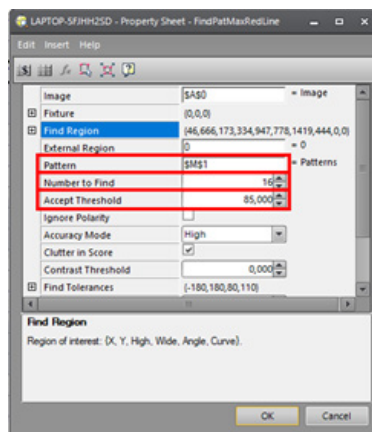 LAPTOP-5FJHH2SD - Property Sheet - FindPatMaxRedLine
Edit Insert Help
Image $A$0 = Image
Fixture {0,0,0}
Find Region {46,666,173,334,947,778,1419,444,0,0}
External Region 0 = 0
Pattern $M$1 = Patterns
Number to Find 16
Accept Threshold 85,000
Ignore Polarity
Accuracy Mode High
Clutter in Score
Contrast Threshold 0,000
Find Tolerances {-180,180,80,110}
Find Region
Region of interest: {X, Y, High, Wide, Angle, Curve}.
OK Cancel